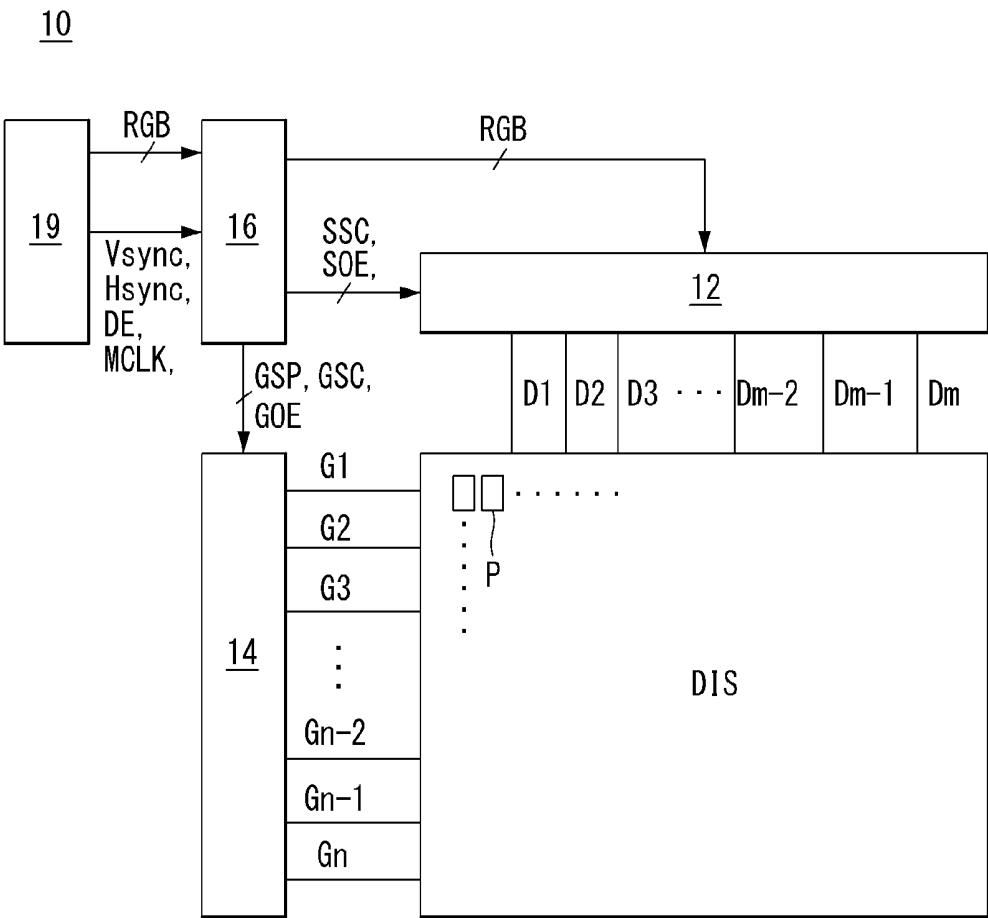 10
RGB
RGB
19
16
Vsync,
Hsync,
DE,
MCLK,
SSC,
SOE,
12
GSP, GSC,
GOE
D1 D2 D3 ··· Dm-2 Dm-1 Dm
G1
G2
G3
P
14
DIS
Gn-2
Gn-1
Gn